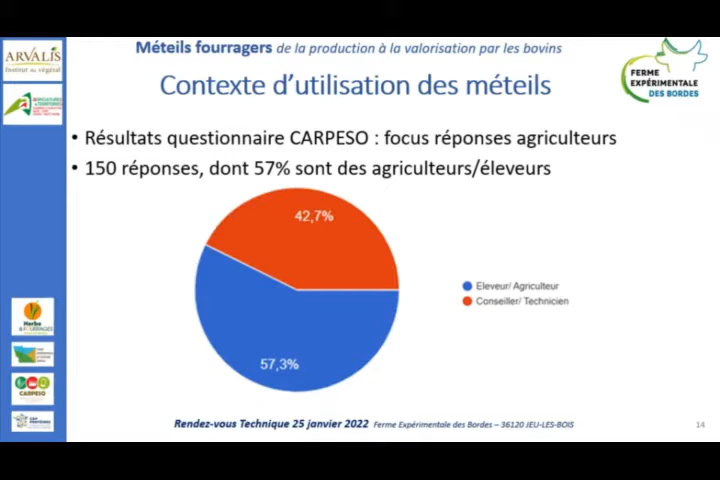 ARVALIS
Institut du végétal
Méteils fourragers de la production à la valorisation par les bovins
FERME
EXPÉRIMENTALE
DES BORDES
Contexte d'utilisation des méteils
• Résultats questionnaire CARPESO : focus réponses agriculteurs
• 150 réponses, dont 57% sont des agriculteurs/éleveurs
42,7%
57,3%
Eleveur/ Agriculteur
Conseiller/ Technicien
Herbe
& FOURRAGES
CARPESO
Rendez-vous Technique 25 janvier 2022 Ferme Expérimentale des Bordes – 36120 JEU-LES-BOIS
14